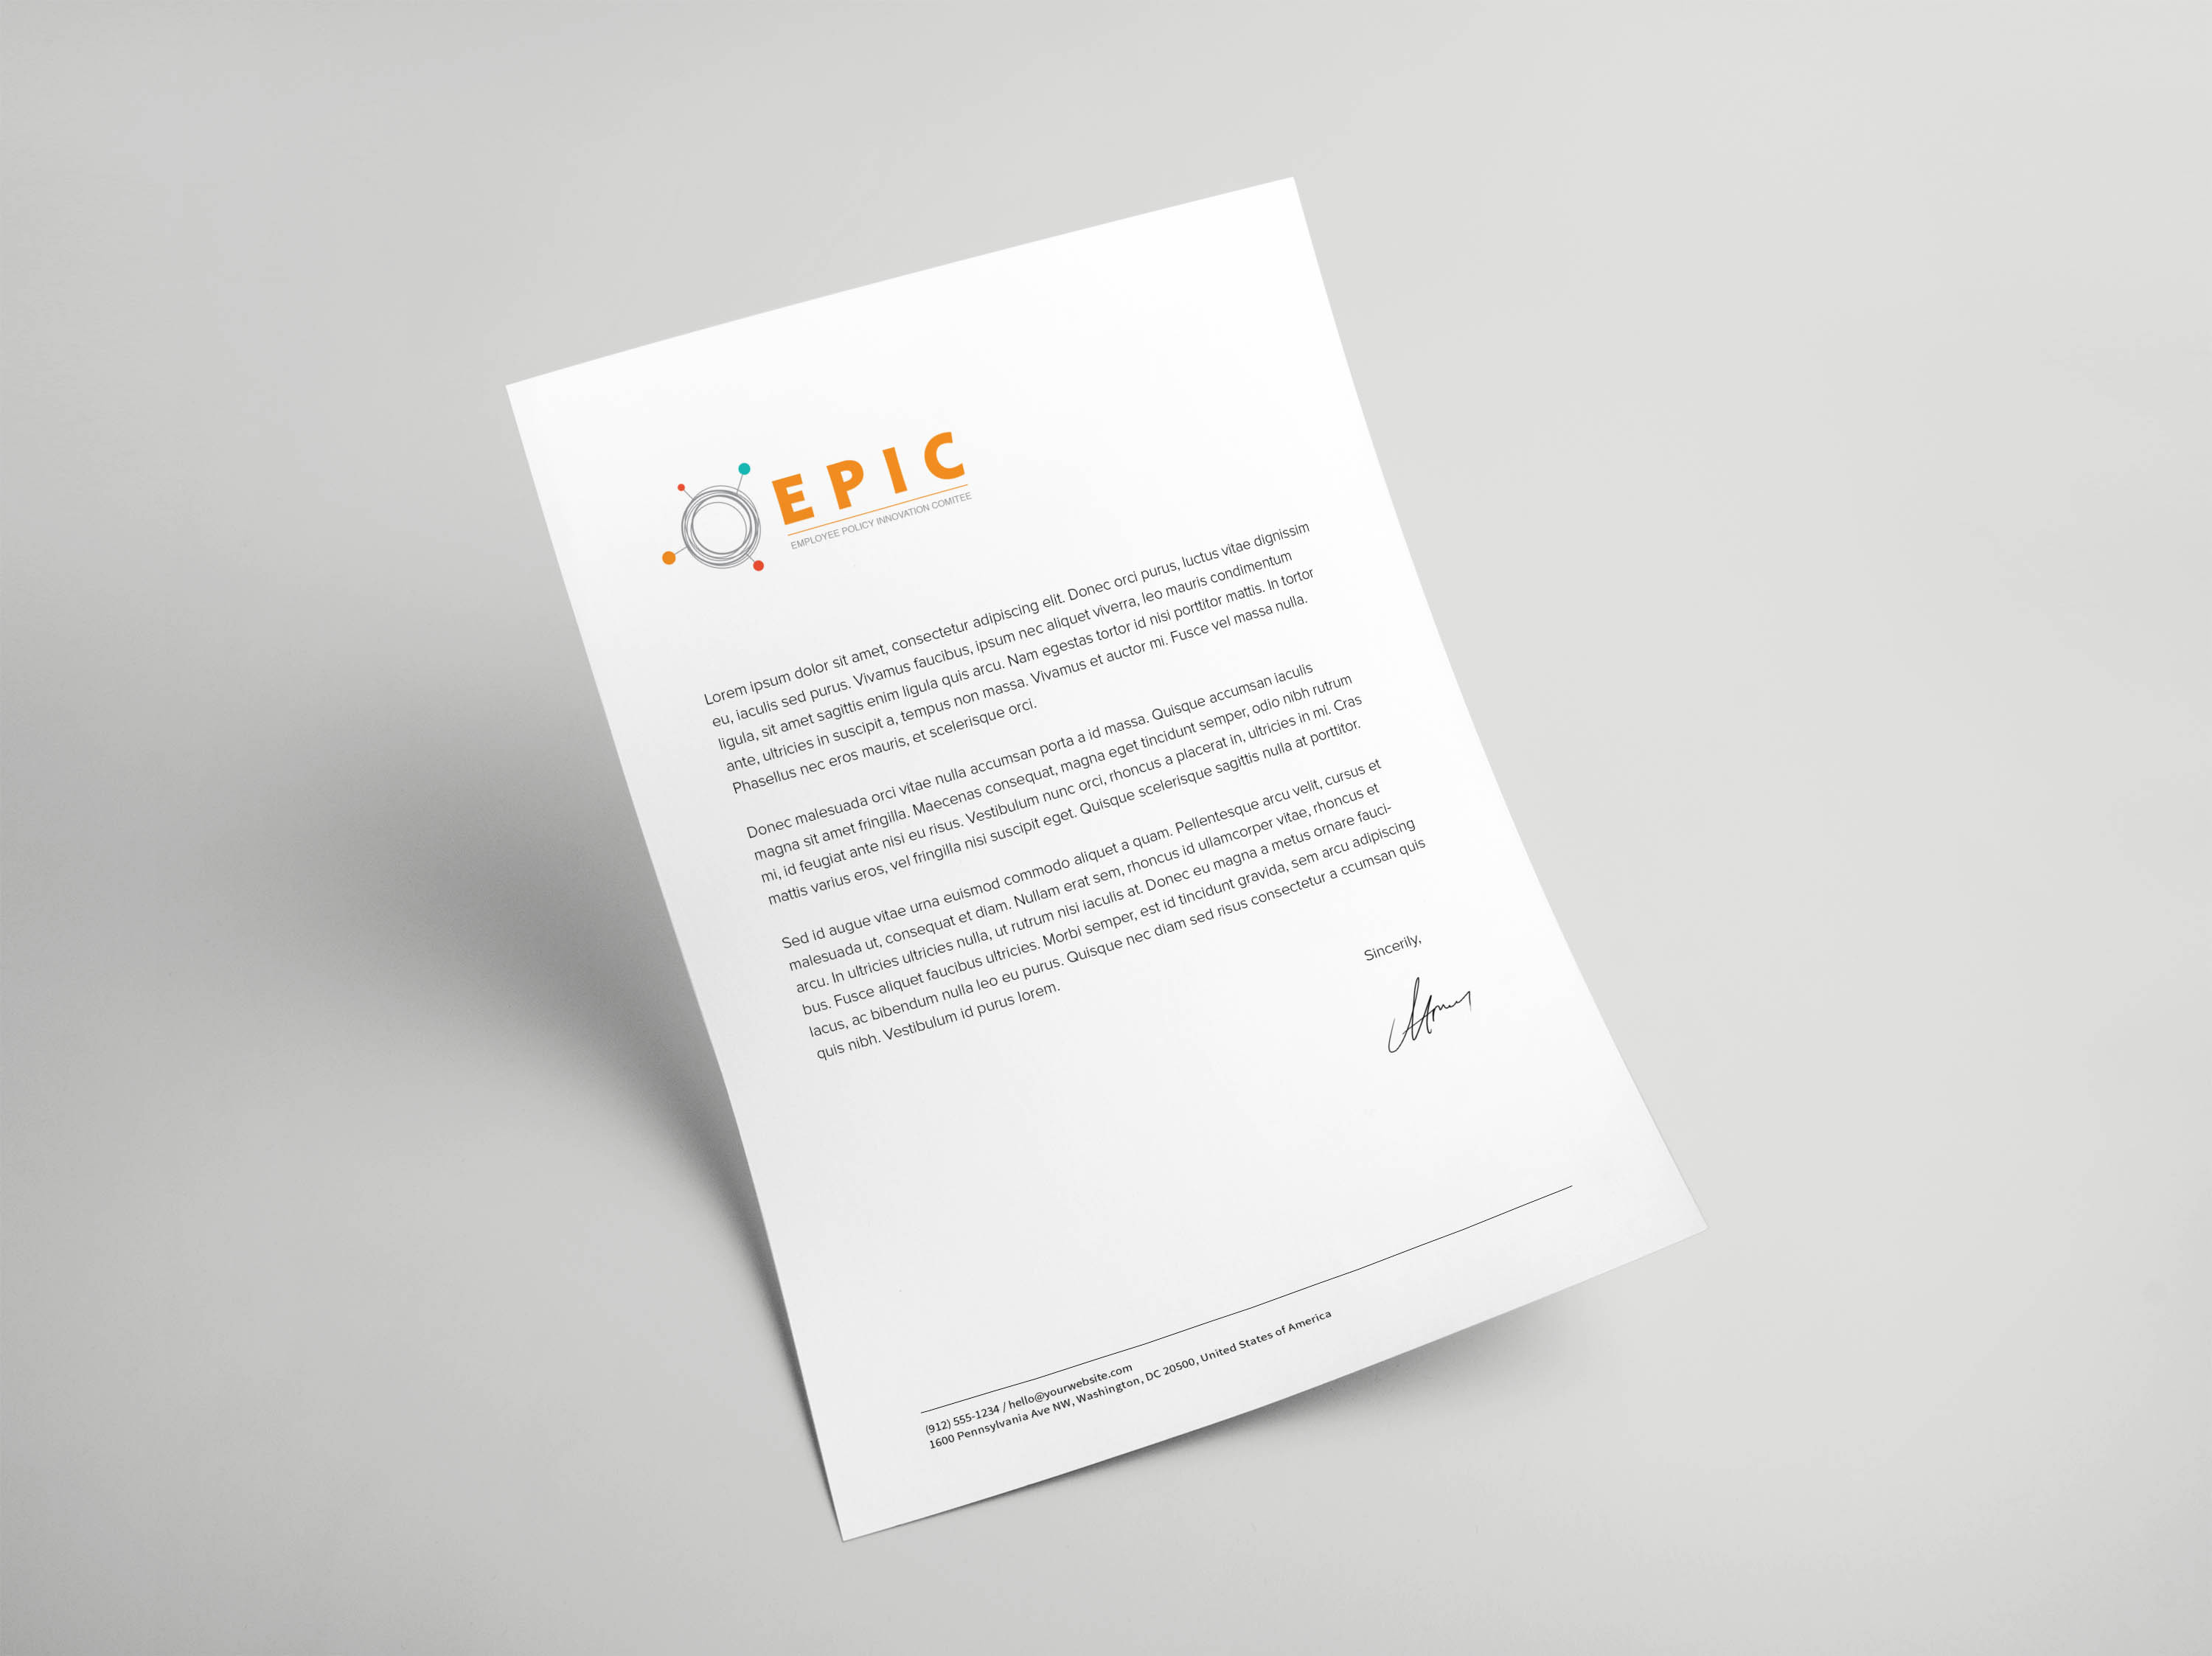 EPIC
EMPLOYEE POLICY INNOVATION COMITEE
Lorem ipsum dolor sit amet, consectetur adipiscing elit. Donec orci purus, luctus vitae dignissim
eu, iaculis sed purus. Vivamus faucibus, ipsum nec aliquet viverra, leo mauris condimentum
ligula, sit amet sagittis enim ligula quis arcu. Nam egestas tortor id nisi porttitor mattis. In tortor
ante, ultricies in suscipit a, tempus non massa. Vivamus et auctor mi. Fusce vel massa nulla.
Phasellus nec eros mauris, et scelerisque orci.
Donec malesuada orci vitae nulla accumsan porta a id massa. Quisque accumsan iaculis
magna sit amet fringilla. Maecenas consequat, magna eget tincidunt semper, odio nibh rutrum
mi, id feugiat ante nisi eu risus. Vestibulum nunc orci, rhoncus a placerat in, ultricies in mi. Cras
mattis varius eros, vel fringilla nisi suscipit eget. Quisque scelerisque sagittis nulla at porttitor.
Sed id augue vitae urna euismod commodo aliquet a quam. Pellentesque arcu velit, cursus et
malesuada ut, consequat et diam. Nullam erat sem, rhoncus id ullamcorper vitae, rhoncus et
arcu. In ultricies ultricies nulla, ut rutrum nisi iaculis at. Donec eu magna a metus ornare fauci-
bus. Fusce aliquet faucibus ultricies. Morbi semper, est id tincidunt gravida, sem arcu adipiscing
lacus, ac bibendum nulla leo eu purus. Quisque nec diam sed risus consectetur a ccumsan quis
quis nibh. Vestibulum id purus lorem.
Sincerily,
(912) 555-1234 / hello@yourwebsite.com
1600 Pennsylvania Ave NW, Washington, DC 20500, United States of America